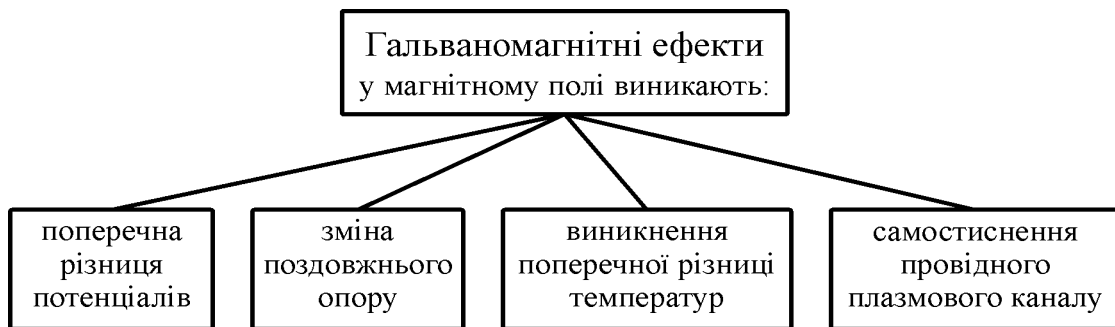 Гальваномагнітні ефекти
у магнітному полі виникають:
поперечна
різниця
потенціалів
зміна
поздовжнього
опору
виникнення
поперечної різниці
температур
самостиснення
провідного
плазмового каналу